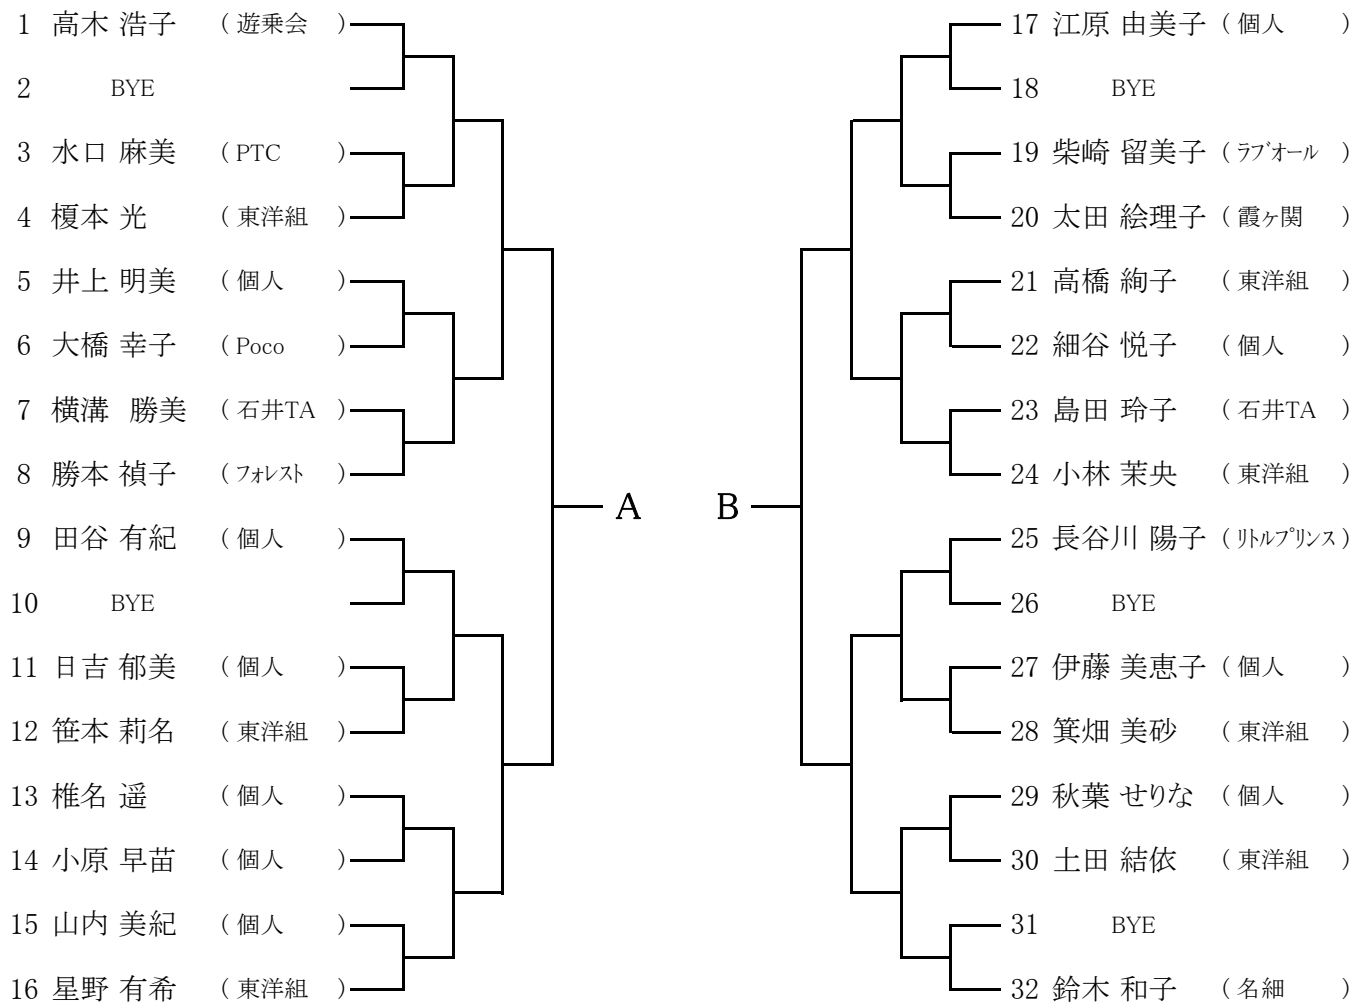 1 高木 浩子 ( 遊乗会 )
2 BYE
3 水口 麻美 ( PTC )
4 榎本 光 ( 東洋組 )
5 井上 明美 ( 個人 )
6 大橋 幸子 ( Poco )
7 横溝 勝美 ( 石井TA )
8 勝本 禎子 ( フォレスト )
9 田谷 有紀 ( 個人 )
10 BYE
11 日吉 郁美 ( 個人 )
12 笹本 莉名 ( 東洋組 )
13 椎名 遥 ( 個人 )
14 小原 早苗 ( 個人 )
15 山内 美紀 ( 個人 )
16 星野 有希 ( 東洋組 )
A
B
17 江原 由美子 ( 個人 )
18 BYE
19 柴崎 留美子 ( ラブオール )
20 太田 絵理子 ( 霞ヶ関 )
21 高橋 絢子 ( 東洋組 )
22 細谷 悦子 ( 個人 )
23 島田 玲子 ( 石井TA )
24 小林 茉央 ( 東洋組 )
25 長谷川 陽子 ( リトルプリンス )
26 BYE
27 伊藤 美恵子 ( 個人 )
28 箕畑 美砂 ( 東洋組 )
29 秋葉 せりな ( 個人 )
30 土田 結依 ( 東洋組 )
31 BYE
32 鈴木 和子 ( 名細 )